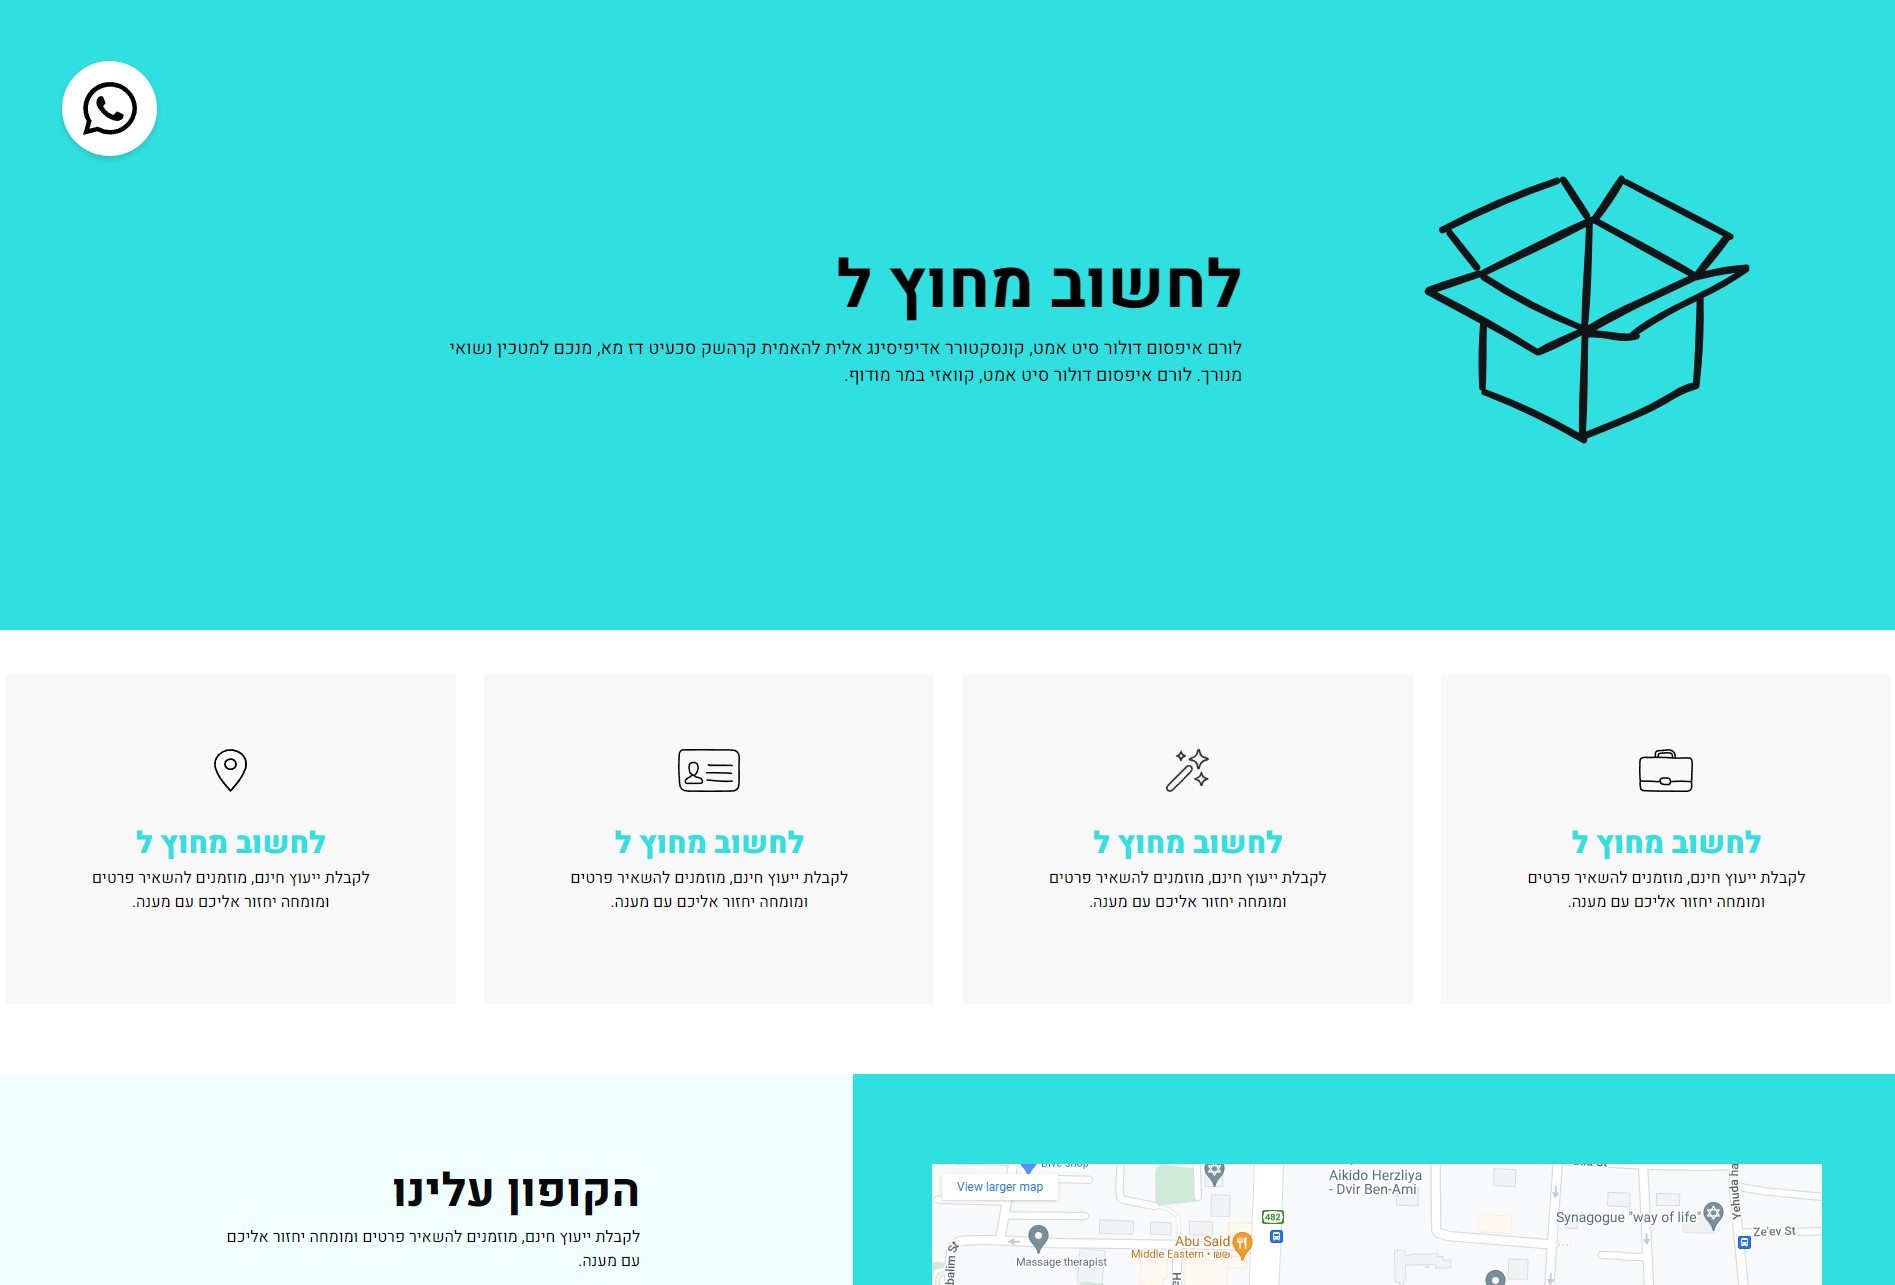 לחשוב מחוץ ל
לורם איפסום דולור סיט אמט, קונסקטורר אדיפיסינג אלית להאמית קרהשק סכעיט דז מא, מנכם למטכין נשואי
מנורך. לורם איפסום דולור סיט אמט, קוואזי במר מודוף.
לחשוב מחוץ ל
לקבלת ייעוץ חינם, מוזמנים להשאיר פרטים
ומומחה יחזור אליכם עם מענה.
לחשוב מחוץ ל
לקבלת ייעוץ חינם, מוזמנים להשאיר פרטים
ומומחה יחזור אליכם עם מענה.
לחשוב מחוץ ל
לקבלת ייעוץ חינם, מוזמנים להשאיר פרטים
ומומחה יחזור אליכם עם מענה.
לחשוב מחוץ ל
לקבלת ייעוץ חינם, מוזמנים להשאיר פרטים
ומומחה יחזור אליכם עם מענה.
הקופון עלינו
לקבלת ייעוץ חינם, מוזמנים להשאיר פרטים ומומחה יחזור אליכם
עם מענה.
View larger map
Aikido Herzliya
- Dvir Ben-Ami
482
Synagogue "way of life"
Yehuda ha
Ze'ev St
Abu Said
Middle Eastern • ₪₪
Massage therapist
balim St